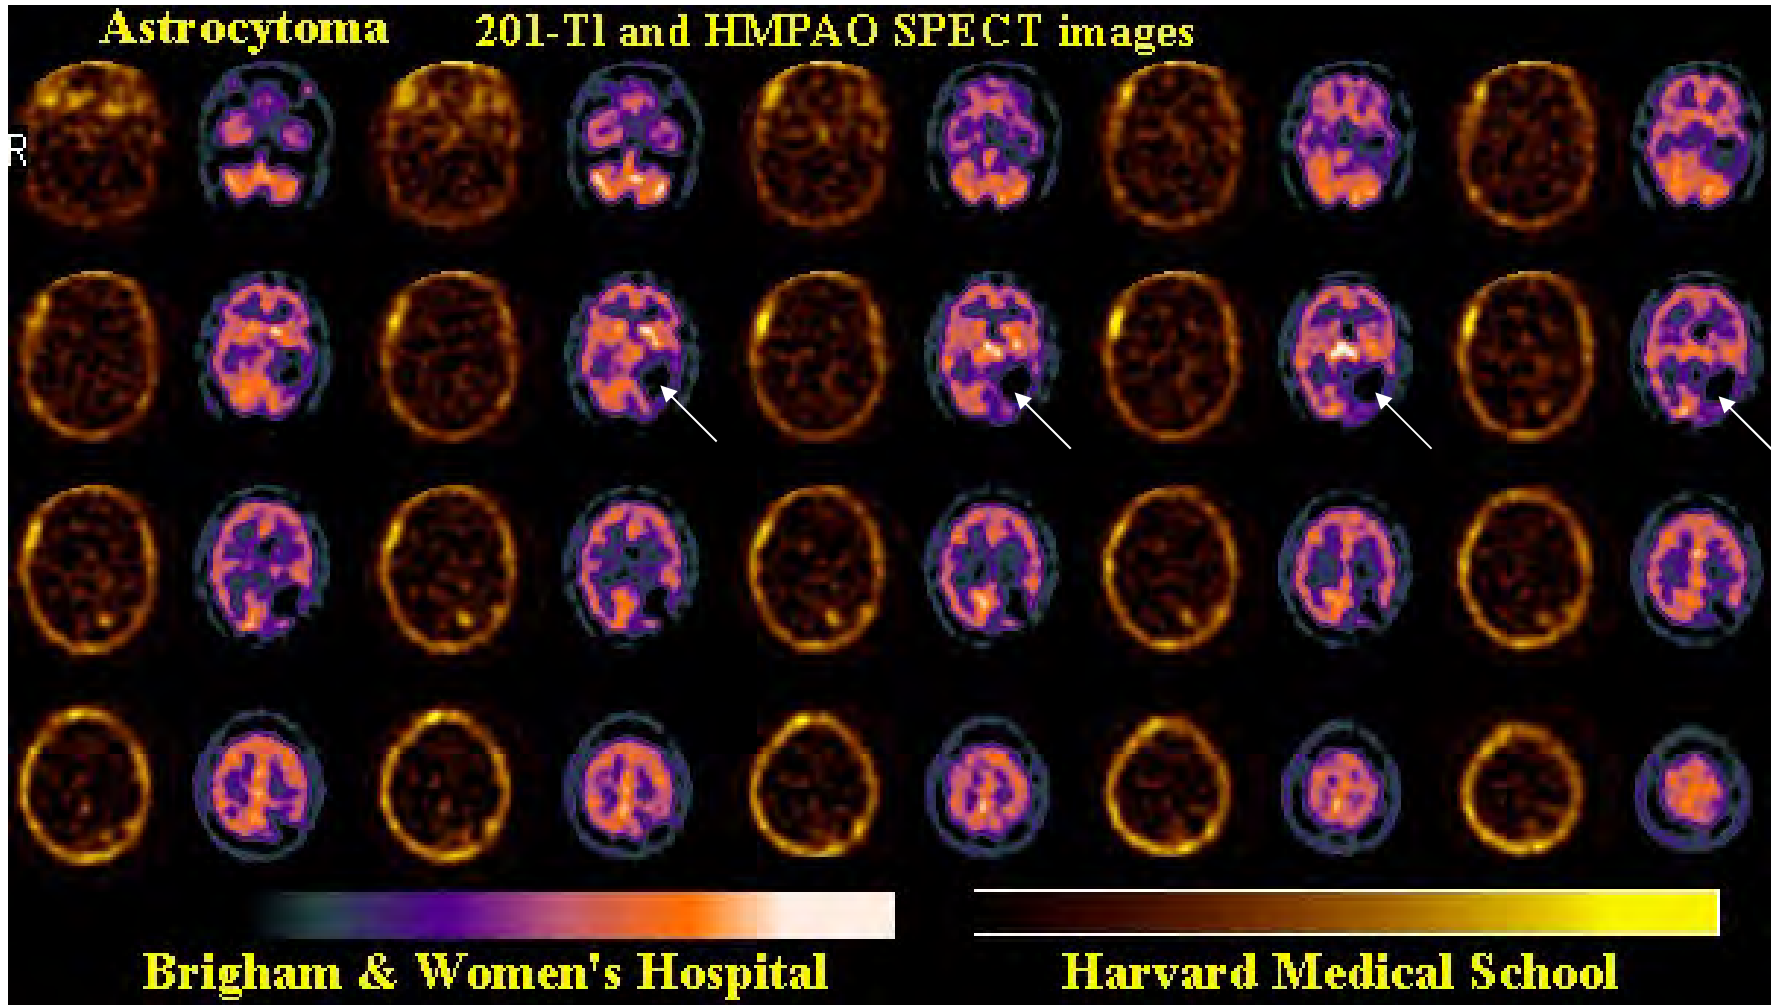 Astrocytoma 201-Tl and HMPAO SPECT images
R
Brigham & Women's Hospital Harvard Medical School